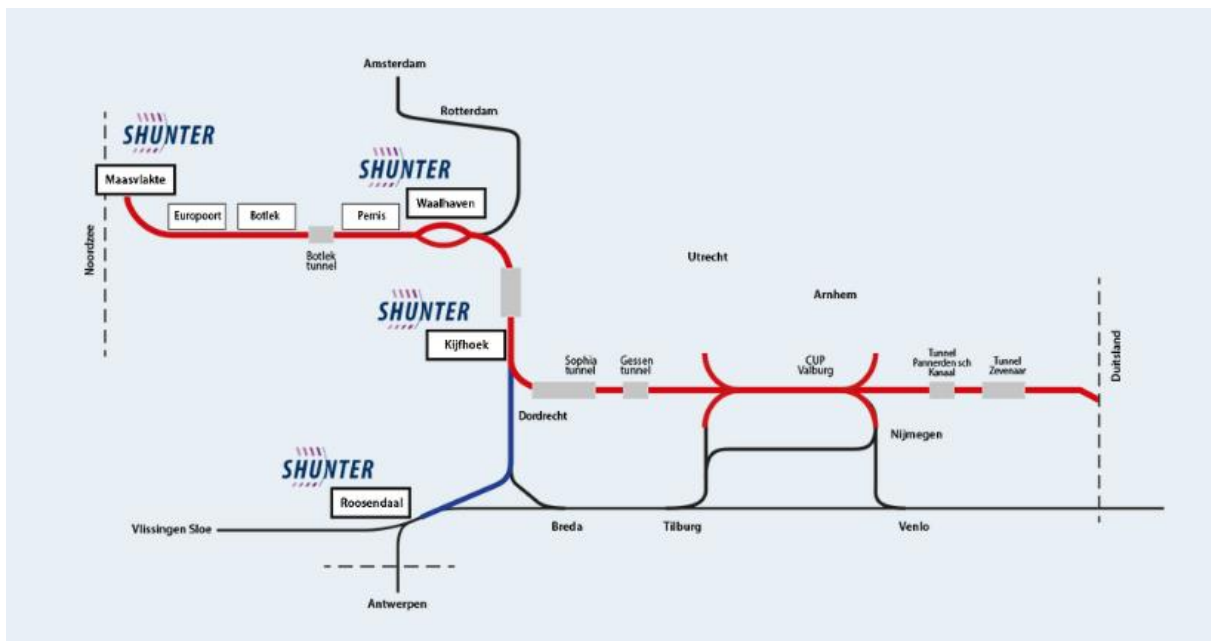 Amsterdam
Rotterdam
SHUNTER
Maasvlakte
SHUNTER
Waalhaven
Europoort
Botlek
Pernis
Noordzee
Botlek
tunnel
Utrecht
Arnhem
SHUNTER
Kijfhoek
Sophia
tunnel
Gessen
tunnel
CUP
Valburg
Tunnel
Pannerden sch
Kanaal
Tunnel
Zevenaar
Duitsland
Dordrecht
Nijmegen
SHUNTER
Roosendaal
Vlissingen Sloe
Breda
Tilburg
Venlo
Antwerpen